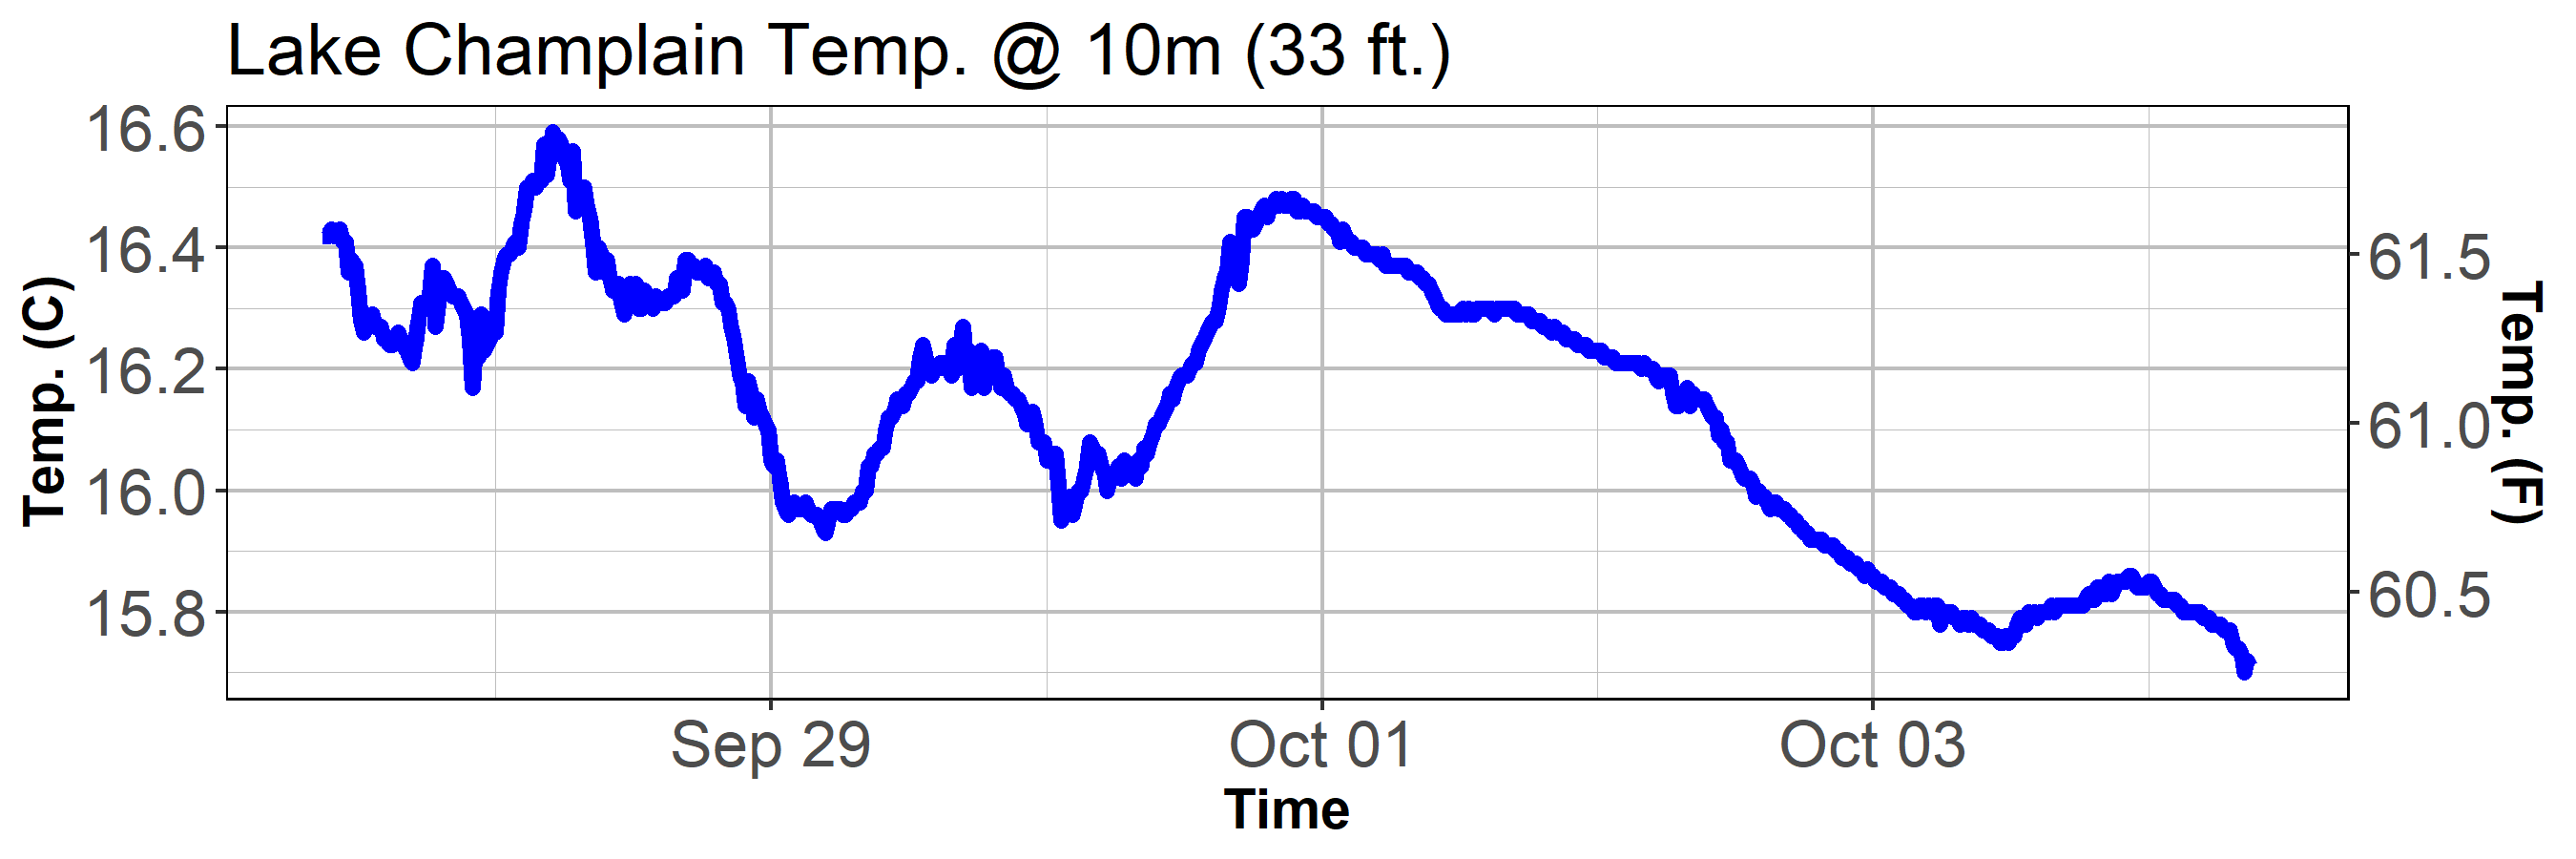 Lake Champlain Temp. @ 10m (33 ft.)
Temp. (C)
16.6
16.4
16.2
16.0
15.8
61.5
61.0
60.5
Temp. (F)
Sep 29
Oct 01
Oct 03
Time